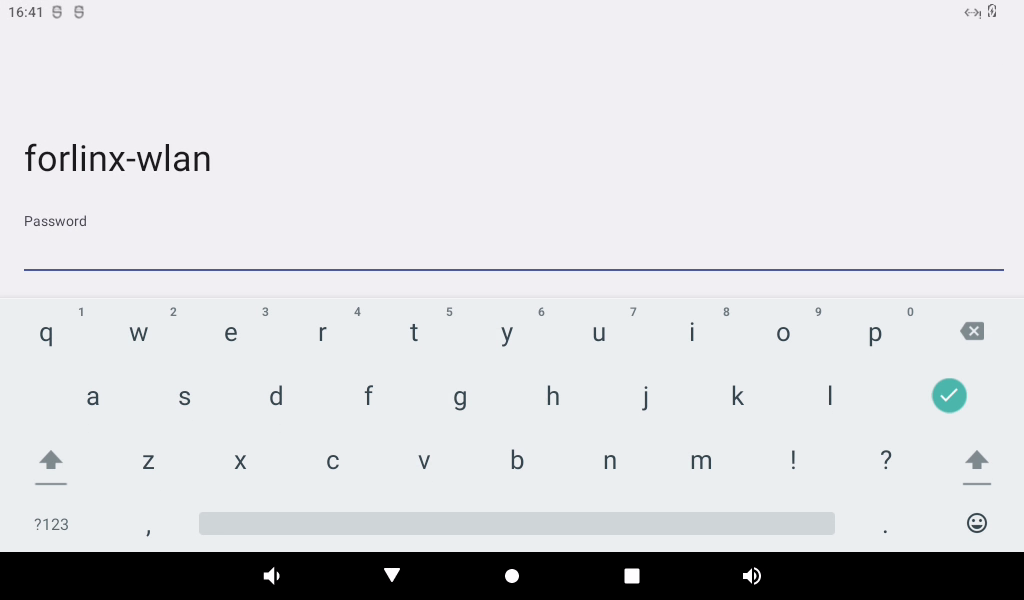 16:41
forlinx-wlan
Password
1 2 3 4 5 6 7 8 9 0
q w e r t y u i o p
a s d f g h j k l
z x c v b n m ! ?
?123 , .